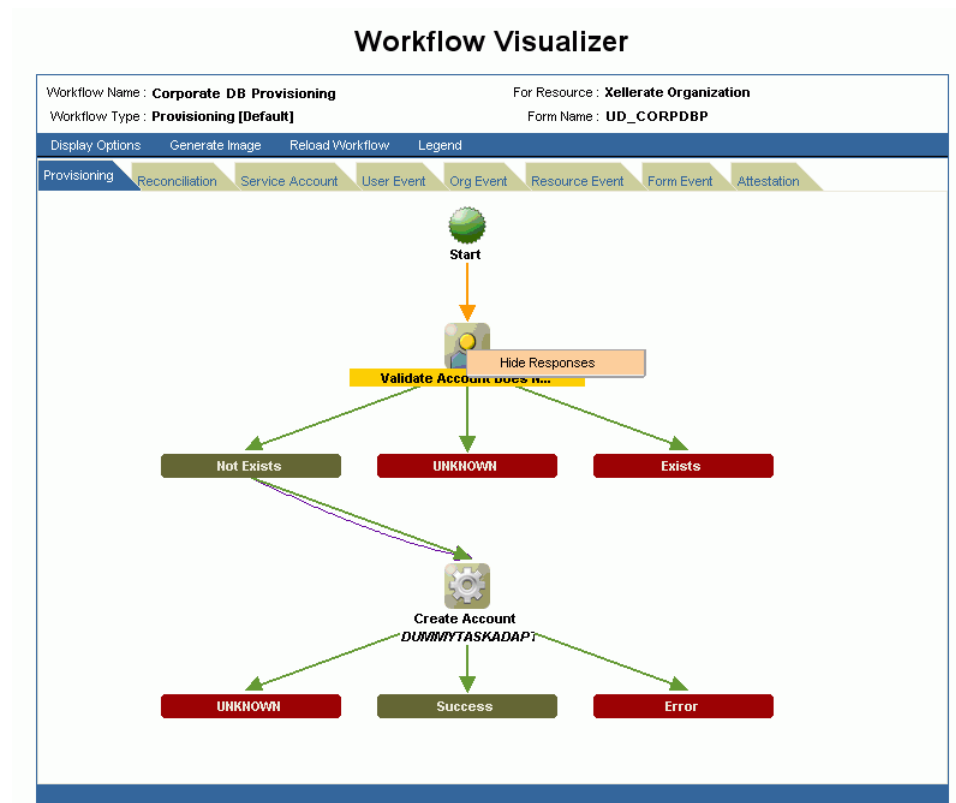 Workflow Visualizer
Workflow Name : Corporate DB Provisioning For Resource : Xellerate Organization
Workflow Type : Provisioning [Default] Form Name : UD_CORPDBP
Display Options Generate Image Reload Workflow Legend
Provisioning Reconciliation Service Account User Event Org Event Resource Event Form Event Attestation
Start
Hide Responses
Validate Account Does N...
Not Exists UNKNOWN Exists
Create Account
DUMMYTASKADAPT
UNKNOWN Success Error